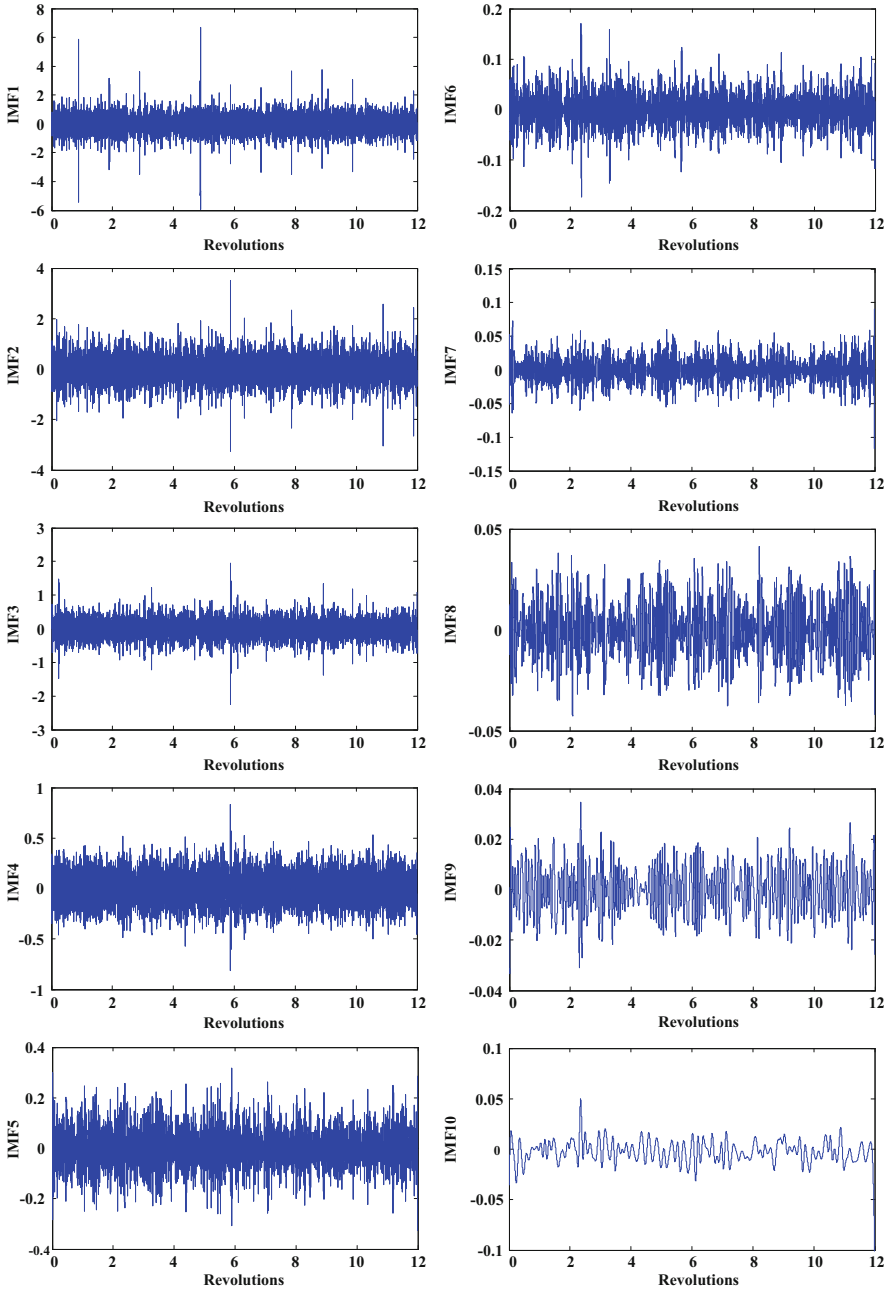 8
6
4
2
0
-2
-4
-6
IMF1
0 2 4 6 8 10 12
Revolutions
0.2
0.1
0
-0.1
-0.2
IMF6
0 2 4 6 8 10 12
Revolutions
4
2
0
-2
-4
IMF2
0 2 4 6 8 10 12
Revolutions
0.15
0.1
0.05
0
-0.05
-0.1
-0.15
IMF7
0 2 4 6 8 10 12
Revolutions
3
2
1
0
-1
-2
-3
IMF3
0 2 4 6 8 10 12
Revolutions
0.05
0
-0.05
IMF8
0 2 4 6 8 10 12
Revolutions
1
0.5
0
-0.5
-1
IMF4
0 2 4 6 8 10 12
Revolutions
0.04
0.02
0
-0.02
-0.04
IMF9
0 2 4 6 8 10 12
Revolutions
0.4
0.2
0
-0.2
-0.4
IMF5
0 2 4 6 8 10 12
Revolutions
0.1
0.05
0
-0.05
-0.1
IMF10
0 2 4 6 8 10 12
Revolutions